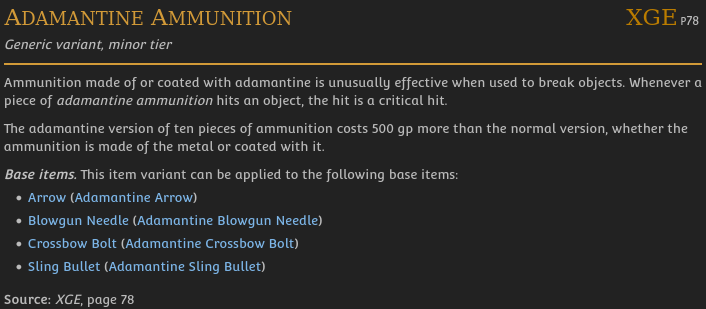 ADAMANTINE AMMUNITION XGE P78
Generic variant, minor tier
Ammunition made of or coated with adamantine is unusually effective when used to break objects. Whenever a
piece of adamantine ammunition hits an object, the hit is a critical hit.
The adamantine version of ten pieces of ammunition costs 500 gp more than the normal version, whether the
ammunition is made of the metal or coated with it.
Base items. This item variant can be applied to the following base items:
• Arrow (Adamantine Arrow)
• Blowgun Needle (Adamantine Blowgun Needle)
• Crossbow Bolt (Adamantine Crossbow Bolt)
• Sling Bullet (Adamantine Sling Bullet)
Source: XGE, page 78